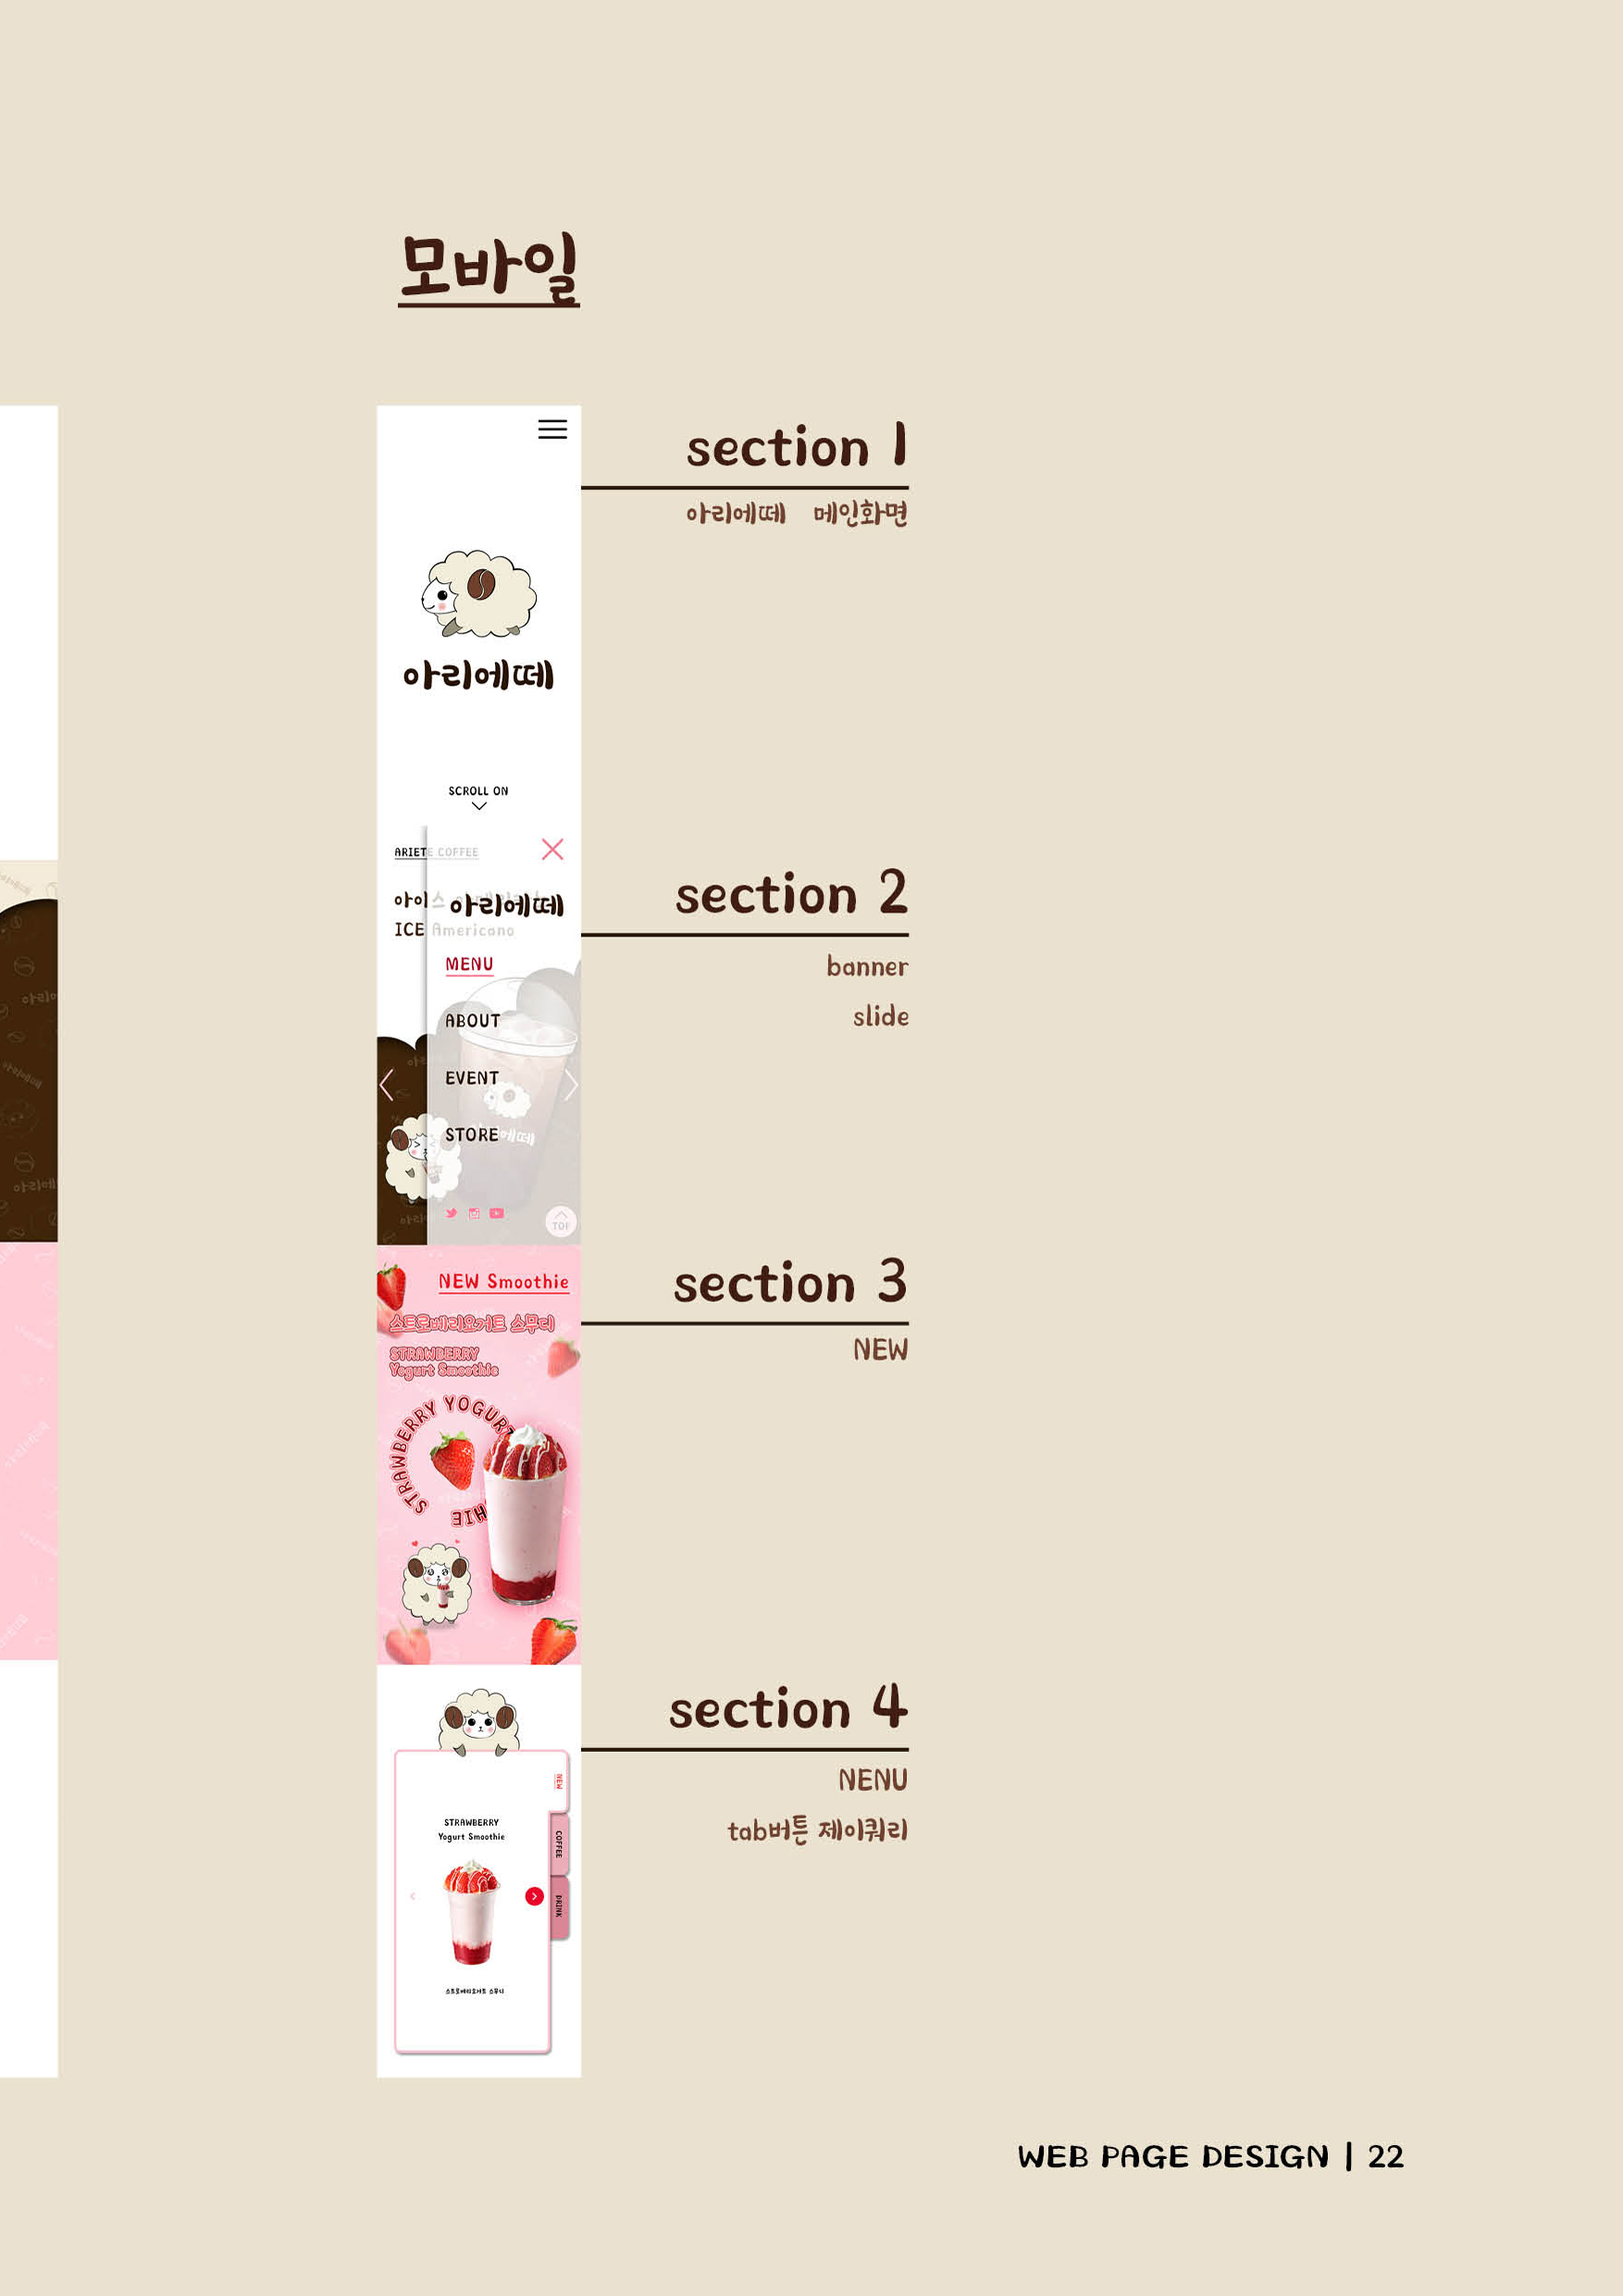 모바일
section 1
아리에떼 메인화면
아리에떼
SCROLL ON
ARIETE COFFEE
아이스
아리에떼
ICE Americano
MENU
ABOUT
EVENT
STORE
TOP
section 2
banner
slide
NEW Smoothie
스트로베리요거트 스무디
STRAWBERRY
Yogurt Smoothie
STRAWBERRY YOGURT
HIE
section 3
NEW
section 4
NENU
tab버튼 제이쿼리
NEW
COFFEE
DRINK
STRAWBERRY
Yogurt Smoothie
스트로베리요거트 스무디
WEB PAGE DESIGN | 22